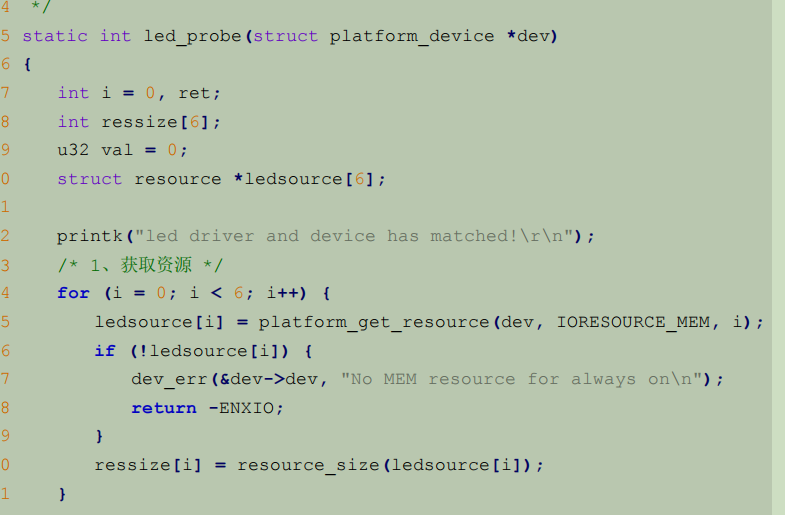 4  */
5 static int led_probe(struct platform_device *dev)
6 {
7    int i = 0, ret;
8    int ressize[6];
9    u32 val = 0;
0    struct resource *ledsource[6];
1
2    printk("led driver and device has matched!\r\n");
3    /* 1、获取资源 */
4    for (i = 0; i < 6; i++) {
5        ledsource[i] = platform_get_resource(dev, IORESOURCE_MEM, i);
6        if (!ledsource[i]) {
7            dev_err(&dev->dev, "No MEM resource for always on\n");
8            return -ENXIO;
9        }
0        ressize[i] = resource_size(ledsource[i]);
1    }